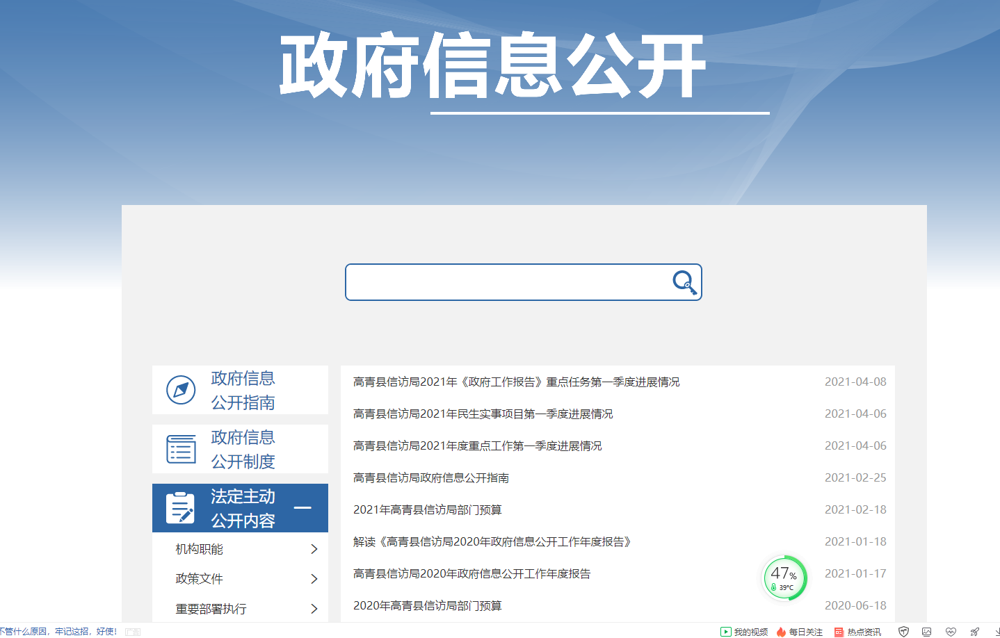 政府信息公开
政府信息
公开指南
政府信息
公开制度
法定主动
公开内容
机构职能
政策文件
重要部署执行
高青县信访局2021年《政府工作报告》重点任务第一季度进展情况 2021-04-08
高青县信访局2021年民生实事项目第一季度进展情况 2021-04-06
高青县信访局2021年度重点工作第一季度进展情况 2021-04-06
高青县信访局政府信息公开指南 2021-02-25
2021年高青县信访局部门预算 2021-02-18
解读《高青县信访局2020年政府信息公开工作年度报告》 2021-01-18
高青县信访局2020年政府信息公开工作年度报告 2021-01-17
2020年高青县信访局部门预算 2020-06-18
47%
39℃
不管什么原因，牢记这招，好使！ 广告 我的视频 每日关注 热点资讯